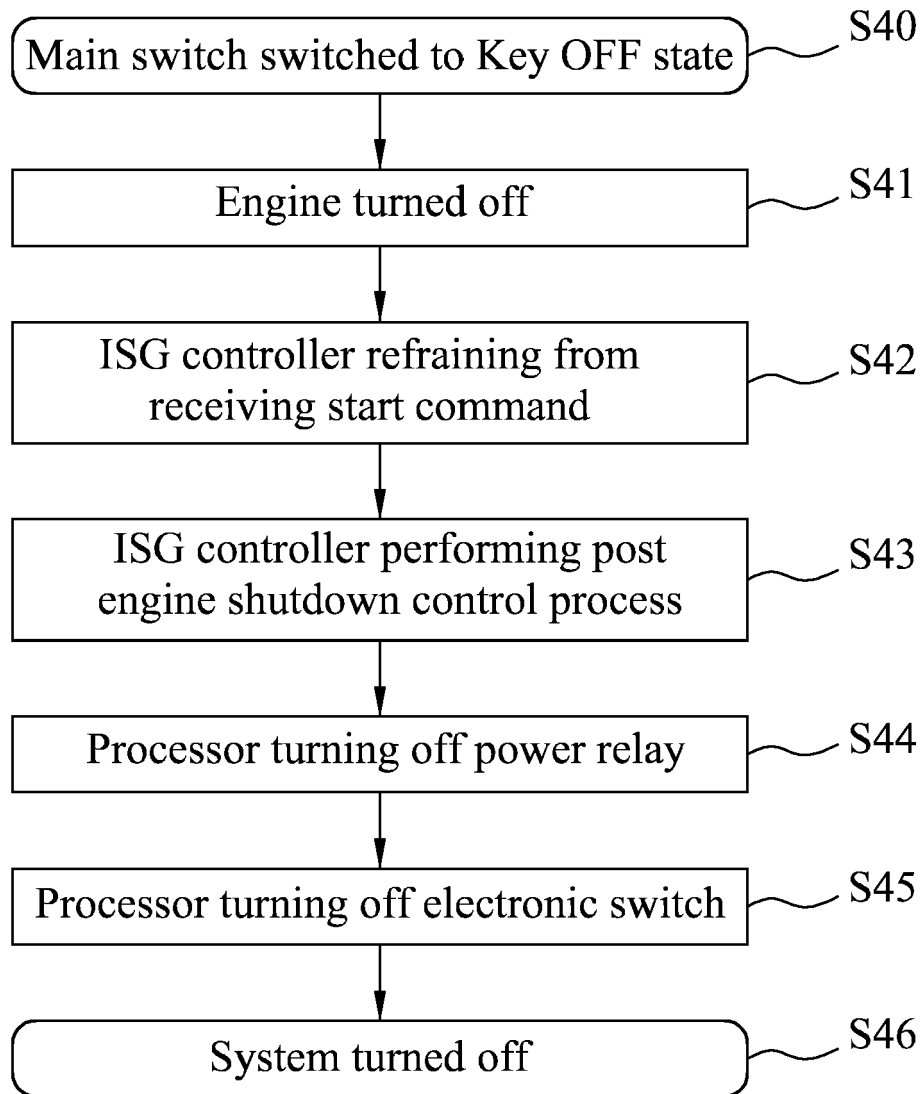 Main switch switched to Key OFF state
S40
Engine turned off
S41
ISG controller refraining from
receiving start command
S42
ISG controller performing post
engine shutdown control process
S43
Processor turning off power relay
S44
Processor turning off electronic switch
S45
System turned off
S46